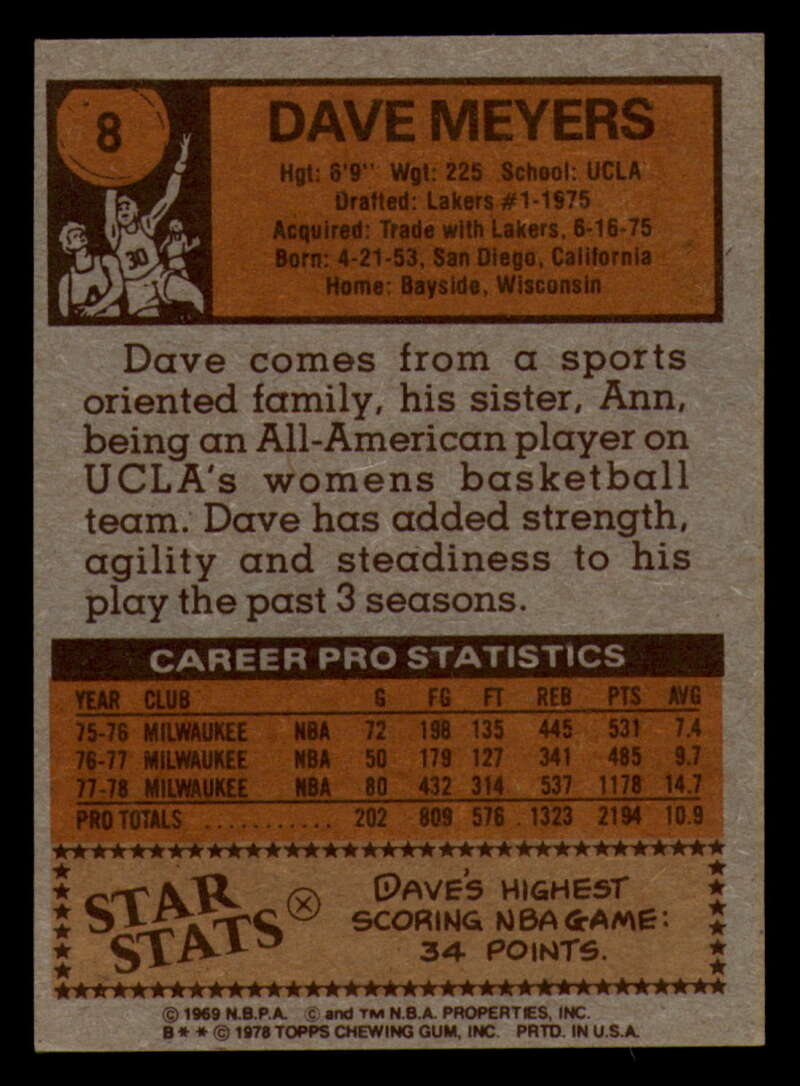 8
30
DAVE MEYERS
Hgt: 6'9" Wgt: 225 School: UCLA
Drafted: Lakers #1-1975
Acquired: Trade with Lakers, 6-16-75
Born: 4-21-53, San Diego, California
Home: Bayside, Wisconsin
Dave comes from a sports
oriented family, his sister, Ann,
being an All-American player on
UCLA's womens basketball
team. Dave has added strength,
agility and steadiness to his
play the past 3 seasons.
CAREER PRO STATISTICS
YEAR CLUB G FG FT REB PTS AVG
75-76 MILWAUKEE NBA 72 198 135 445 531 7.4
76-77 MILWAUKEE NBA 50 179 127 341 485 9.7
77-78 MILWAUKEE NBA 80 432 314 537 1178 14.7
PRO TOTALS ........... 202 809 576 1323 2194 10.9
STAR
STATS
DAVE'S HIGHEST
SCORING NBA GAME:
34 POINTS.
© 1969 N.B.P.A. © and TM N.B.A. PROPERTIES, INC.
B * * © 1978 TOPPS CHEWING GUM, INC. PRTD. IN U.S.A.